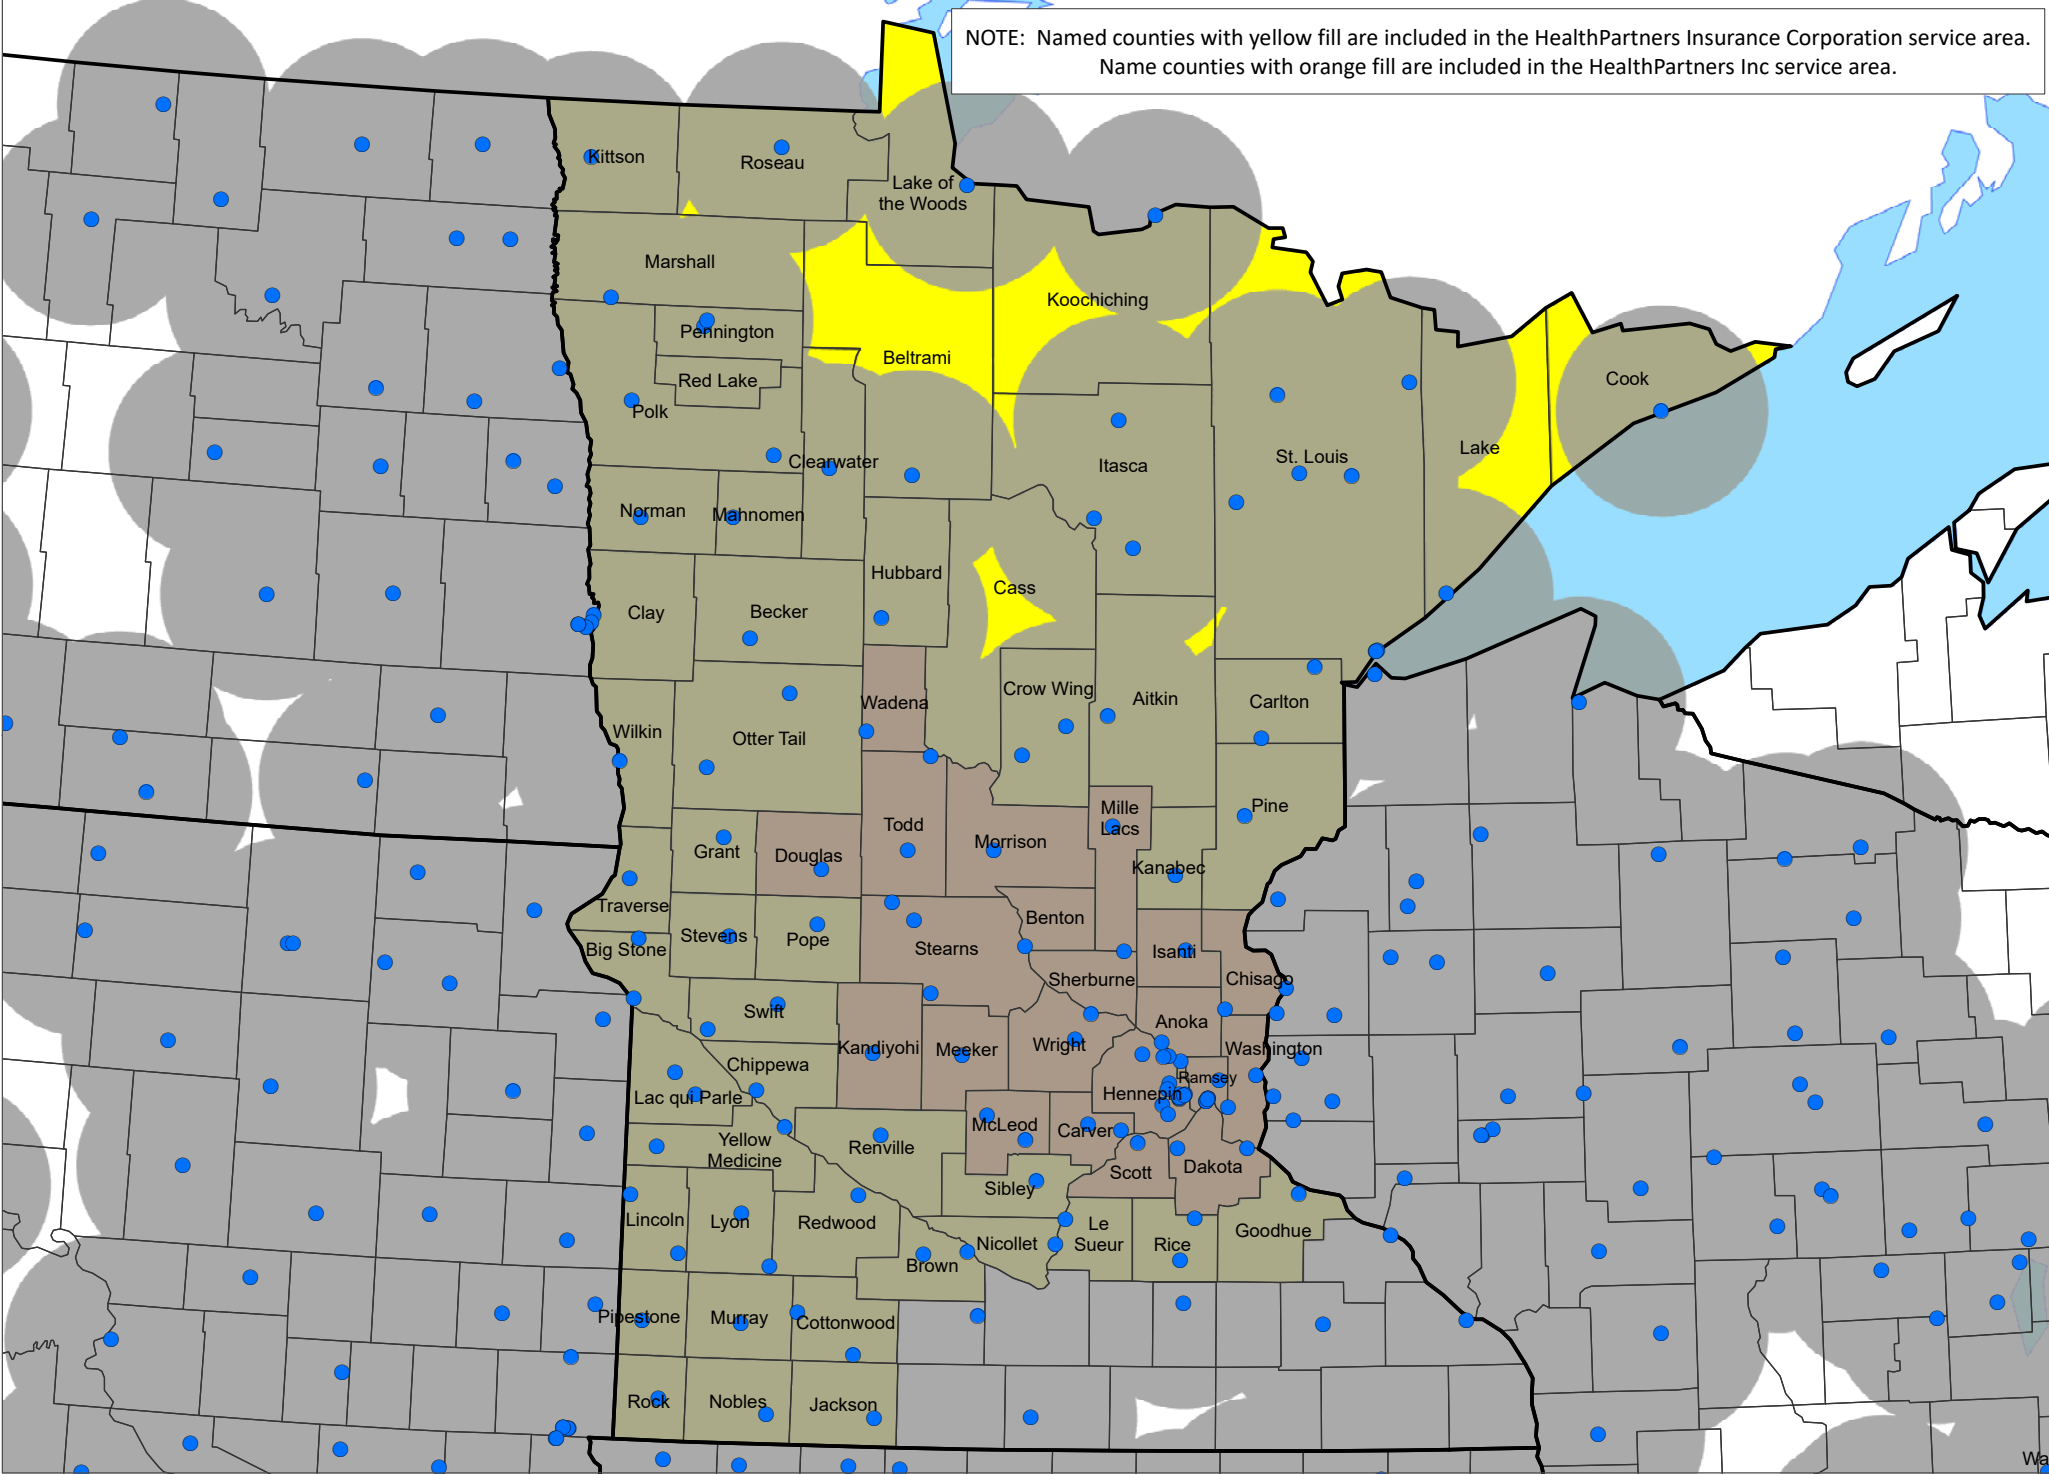 NOTE: Named counties with yellow fill are included in the HealthPartners Insurance Corporation service area.
Name counties with orange fill are included in the HealthPartners Inc service area.
Kittson
Roseau
Lake of
the Woods
Marshall
Koochiching
Pennington
Beltrami
Red Lake
Cook
Polk
Clearwater
Itasca
St. Louis
Lake
Norman
Mahnomen
Hubbard
Cass
Clay
Becker
Wadena
Crow Wing
Aitkin
Carlton
Wilkin
Otter Tail
Mille
Lacs
Pine
Todd
Morrison
Grant
Douglas
Kanabec
Traverse
Benton
Stevens
Pope
Big Stone
Stearns
Isanti
Sherburne
Chisago
Swift
Anoka
Kandiyohi
Meeker
Wright
Washington
Chippewa
Ramsey
Hennepin
Lac qui Parle
McLeod
Carver
Yellow
Medicine
Renville
Scott
Dakota
Sibley
Lincoln
Lyon
Redwood
Le
Sueur
Rice
Goodhue
Nicollet
Brown
Pipestone
Murray
Cottonwood
Rock
Nobles
Jackson
Wa